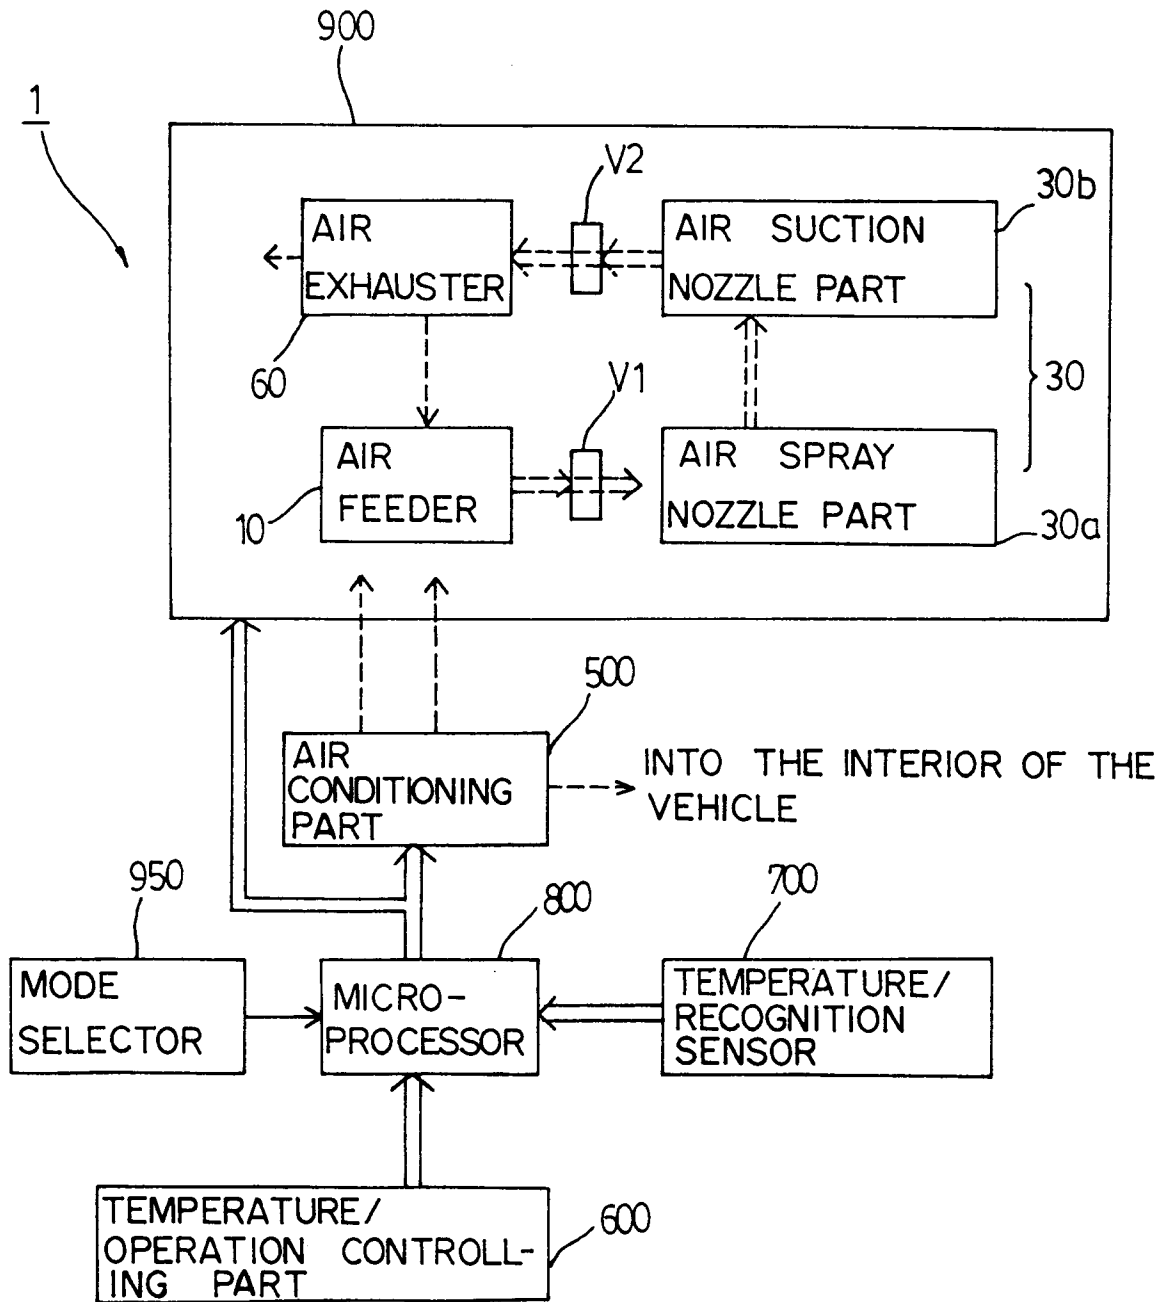 900
1
V2
30b
AIR
EXHAUSTER
AIR SUCTION
NOZZLE PART
60
V1
30
AIR
FEEDER
AIR SPRAY
NOZZLE PART
10
30a
500
AIR
CONDITIONING
PART
INTO THE INTERIOR OF THE
VEHICLE
950
800
700
MODE
SELECTOR
MICRO-
PROCESSOR
TEMPERATURE/
RECOGNITION
SENSOR
TEMPERATURE/
OPERATION CONTROLL-
ING PART
600